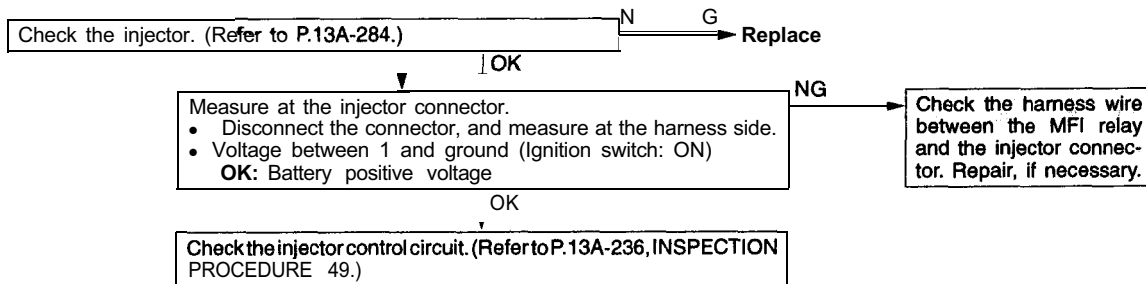 Check the injector. (Refer to P.13A-284.)
N G
Replace
OK
Measure at the injector connector.
• Disconnect the connector, and measure at the harness side.
• Voltage between 1 and ground (Ignition switch: ON)
OK: Battery positive voltage
NG
Check the harness wire
between the MFI relay
and the injector connec-
tor. Repair, if necessary.
OK
Check the injector control circuit. (Refer to P.13A-236, INSPECTION
PROCEDURE 49.)